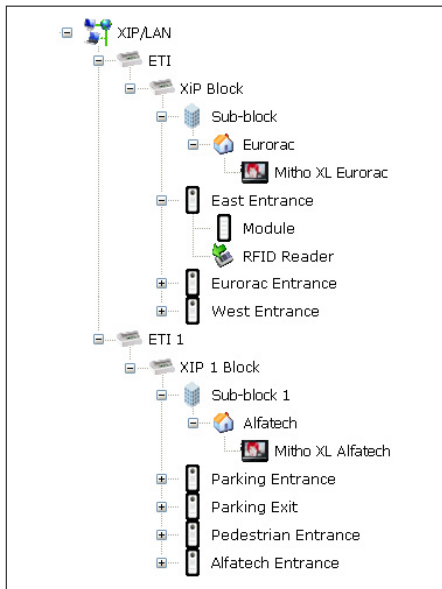 XIP/LAN
ETI
XiP Block
Sub-block
Eurorac
Mitho XL Eurorac
East Entrance
Module
RFID Reader
Eurorac Entrance
West Entrance
ETI 1
XIP 1 Block
Sub-block 1
Alfatech
Mitho XL Alfatech
Parking Entrance
Parking Exit
Pedestrian Entrance
Alfatech Entrance